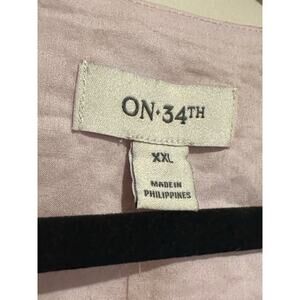 ON·34TH
XXL
MADE IN
PHILIPPINES